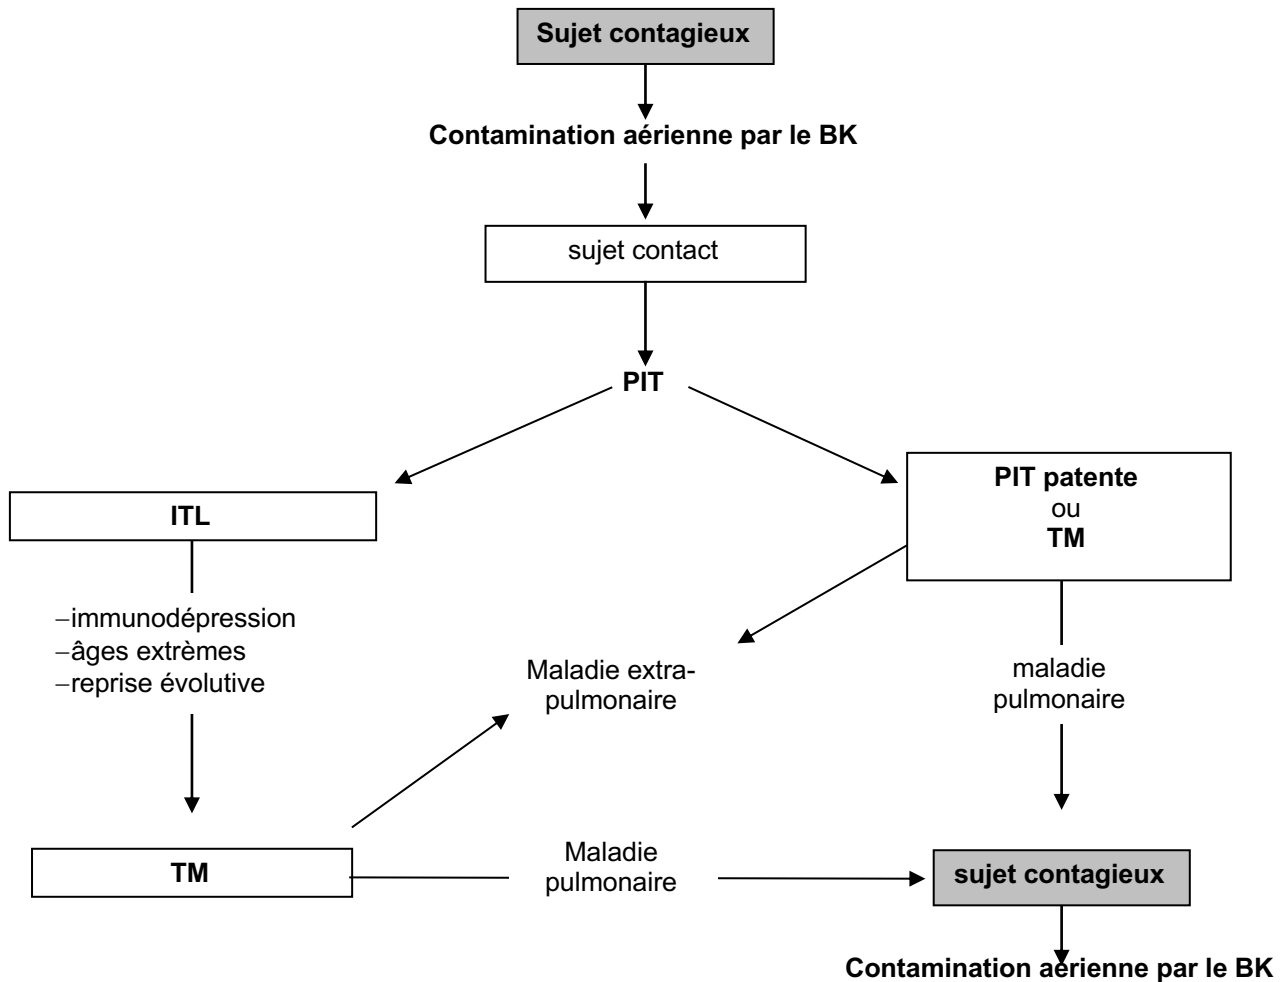 Sujet contagieux
Contamination aérienne par le BK
sujet contact
PIT
ITL
PIT patente
ou
TM
–immunodépression
–âges extrêmes
–reprise évolutive
Maladie extra-
pulmonaire
maladie
pulmonaire
TM
Maladie
pulmonaire
sujet contagieux
Contamination aérienne par le BK